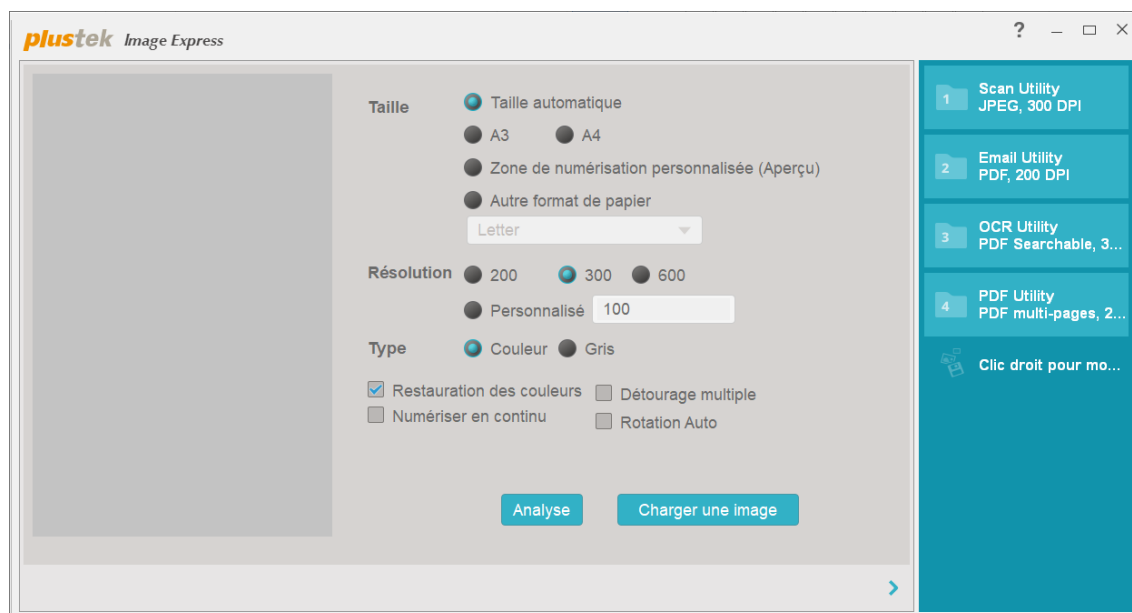 plustek Image Express
?
Taille
Taille automatique
A3 A4
Zone de numérisation personnalisée (Aperçu)
Autre format de papier
Letter
Résolution 200 300 600
Personnalisé 100
Type Couleur Gris
Restauration des couleurs Détourage multiple
Numériser en continu Rotation Auto
Analyse Charger une image
1 Scan Utility
JPEG, 300 DPI
2 Email Utility
PDF, 200 DPI
3 OCR Utility
PDF Searchable, 3...
4 PDF Utility
PDF multi-pages, 2...
Clic droit pour mo...